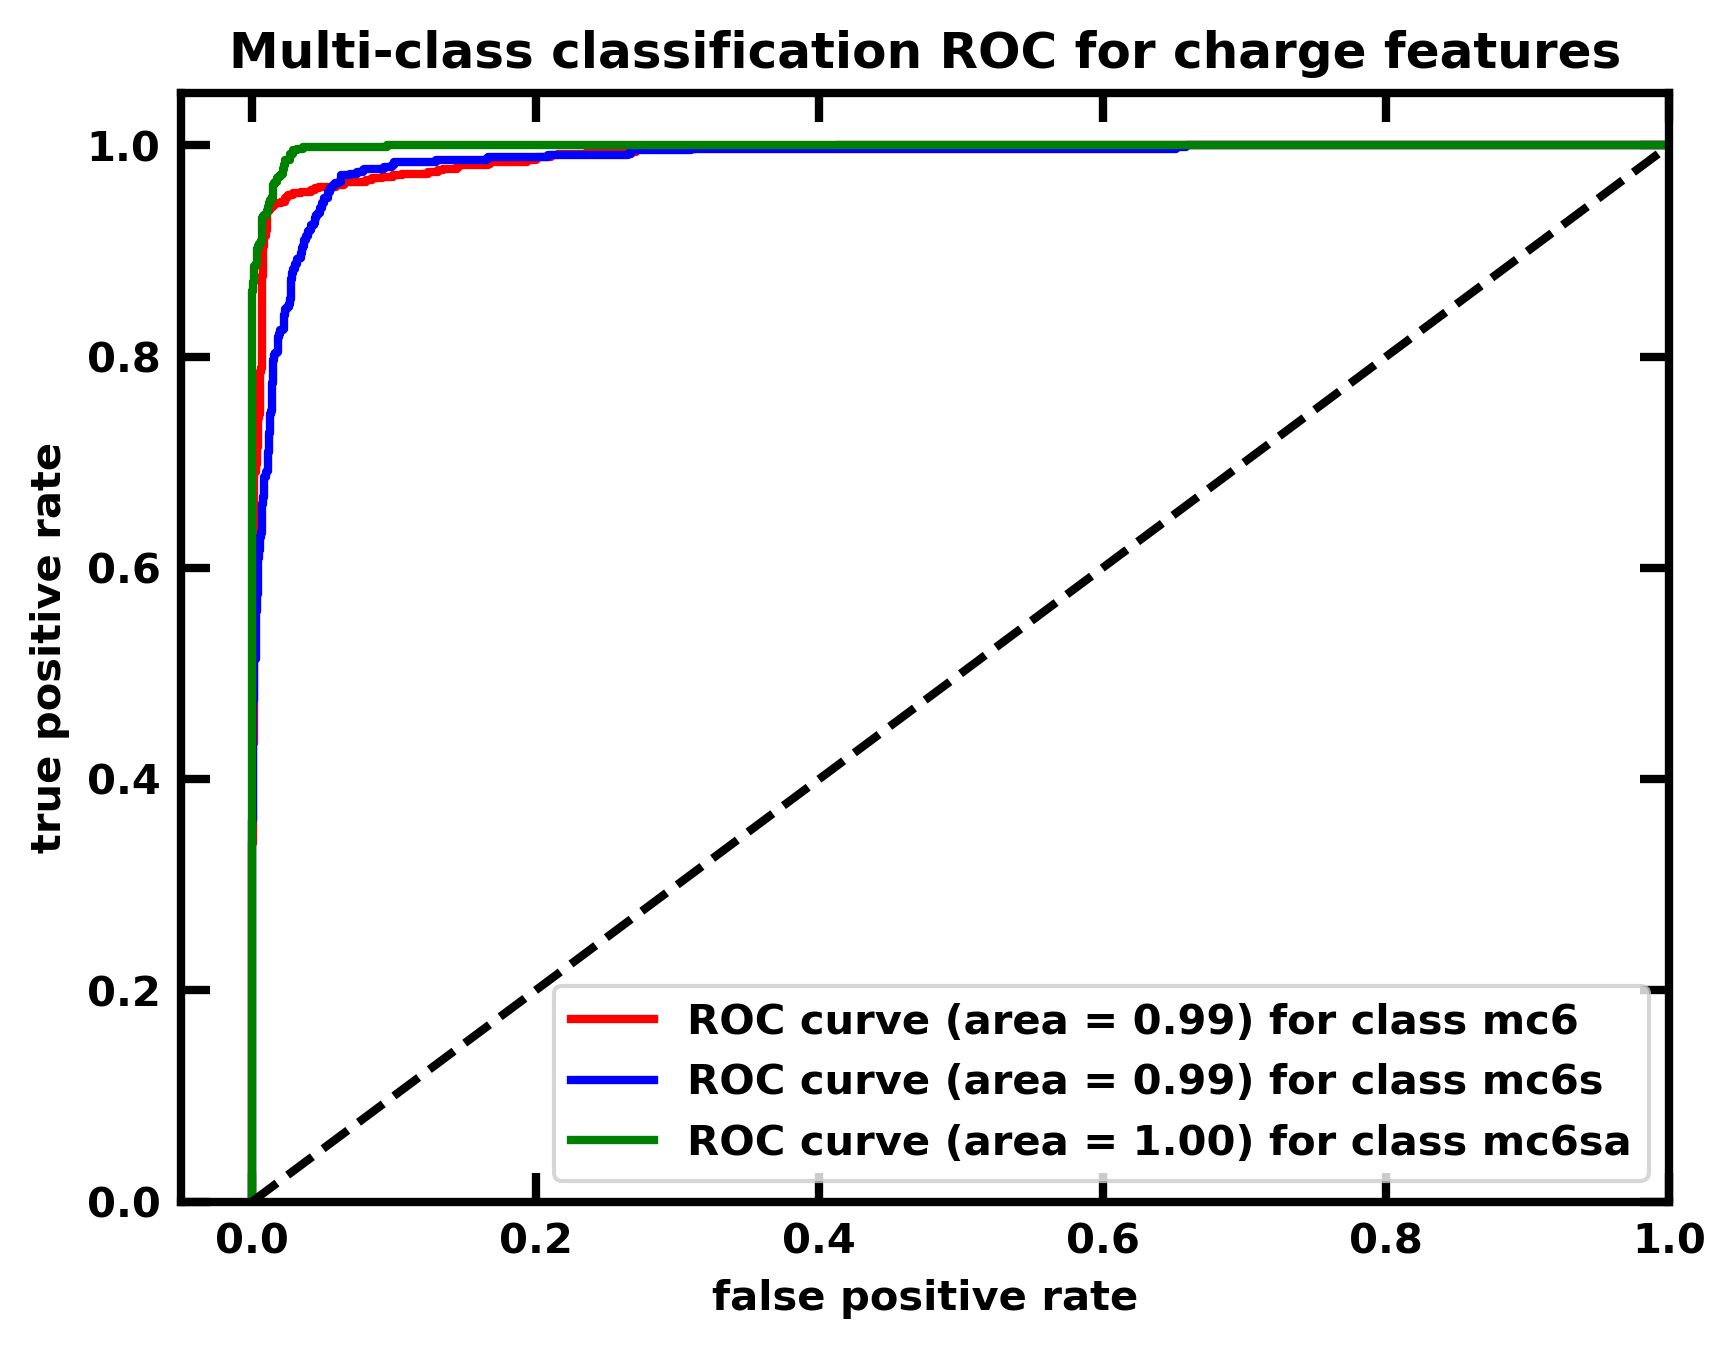 Multi-class classification ROC for charge features
1.0
0.8
0.6
0.4
0.2
0.0
true positive rate
ROC curve (area = 0.99) for class mc6
ROC curve (area = 0.99) for class mc6s
ROC curve (area = 1.00) for class mc6sa
0.0 0.2 0.4 0.6 0.8 1.0
false positive rate